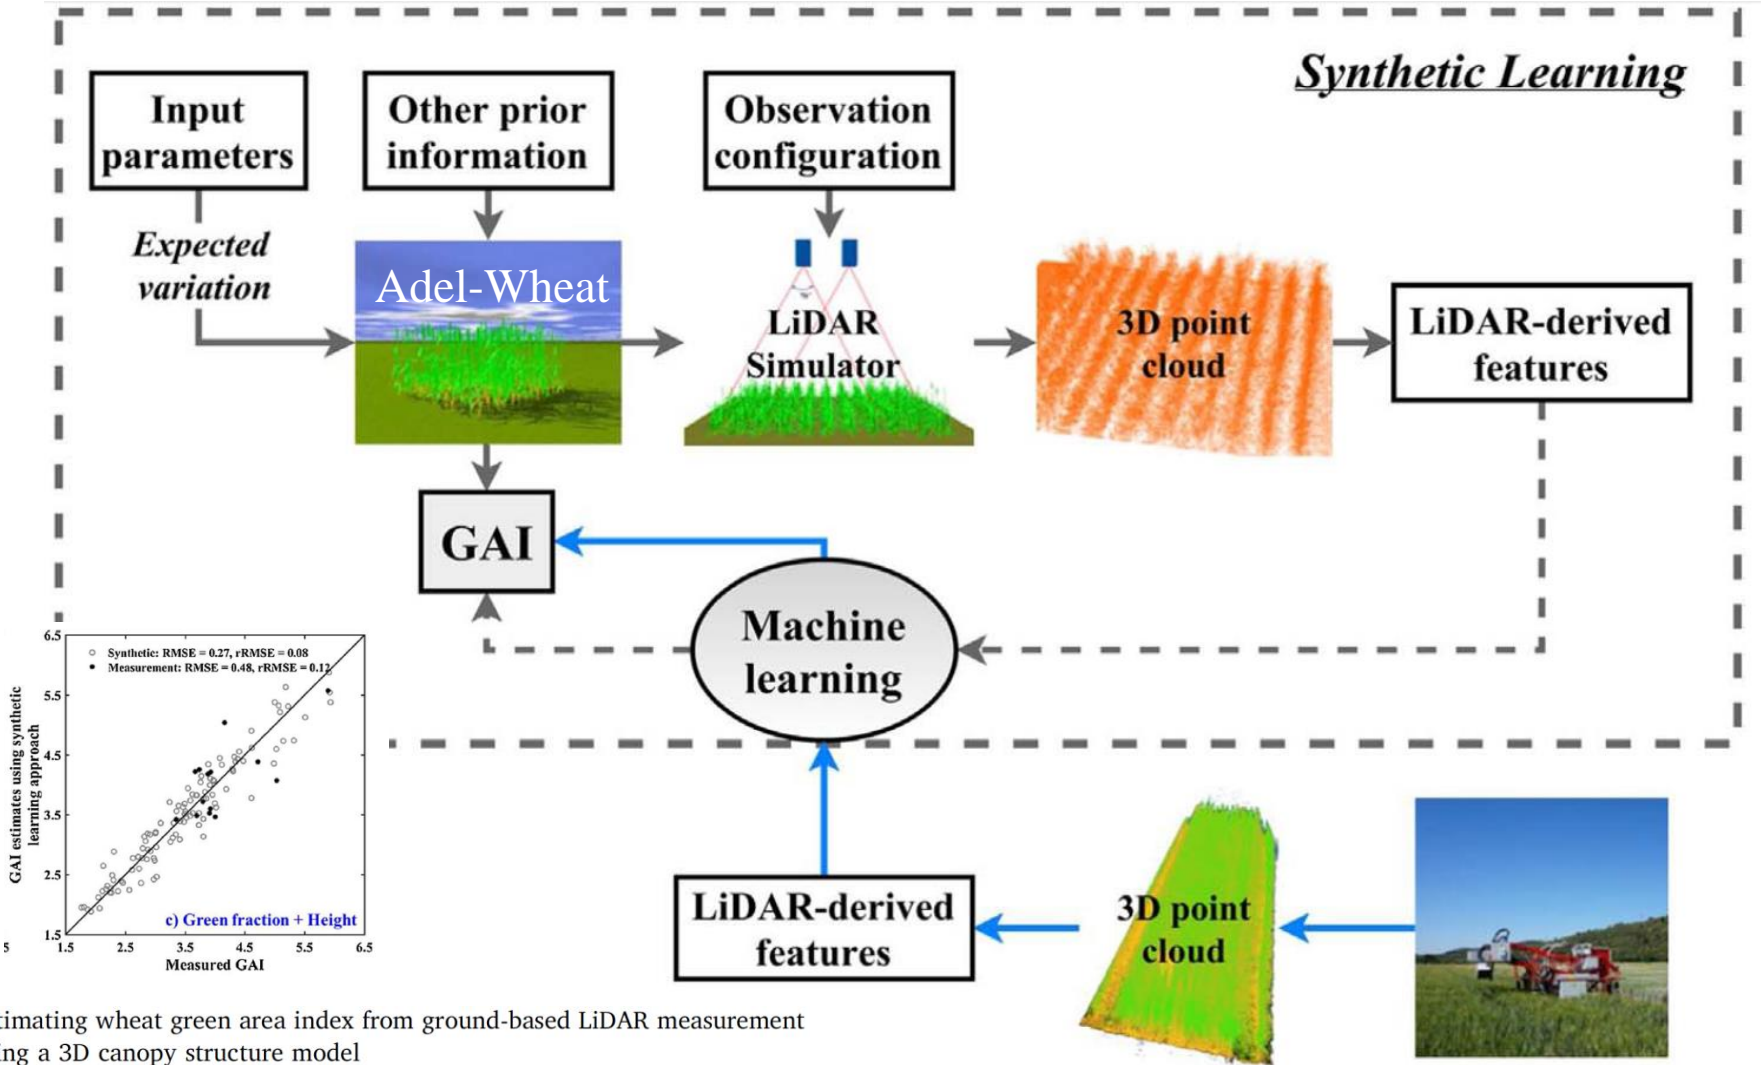 Synthetic Learning
Input
parameters
Other prior
information
Observation
configuration
Expected
variation
Adel-Wheat
LiDAR
Simulator
3D point
cloud
LiDAR-derived
features
GAI
Machine
learning
6.5
5.5
4.5
3.5
2.5
1.5
Synthetic: RMSE = 0.27, rRMSE = 0.08
Measurement: RMSE = 0.48, rRMSE = 0.12
GAI estimates using synthetic
learning approach
c) Green fraction + Height
5
1.5 2.5 3.5 4.5 5.5 6.5
Measured GAI
LiDAR-derived
features
3D point
cloud
timating wheat green area index from ground-based LiDAR measurement
ing a 3D canopy structure model